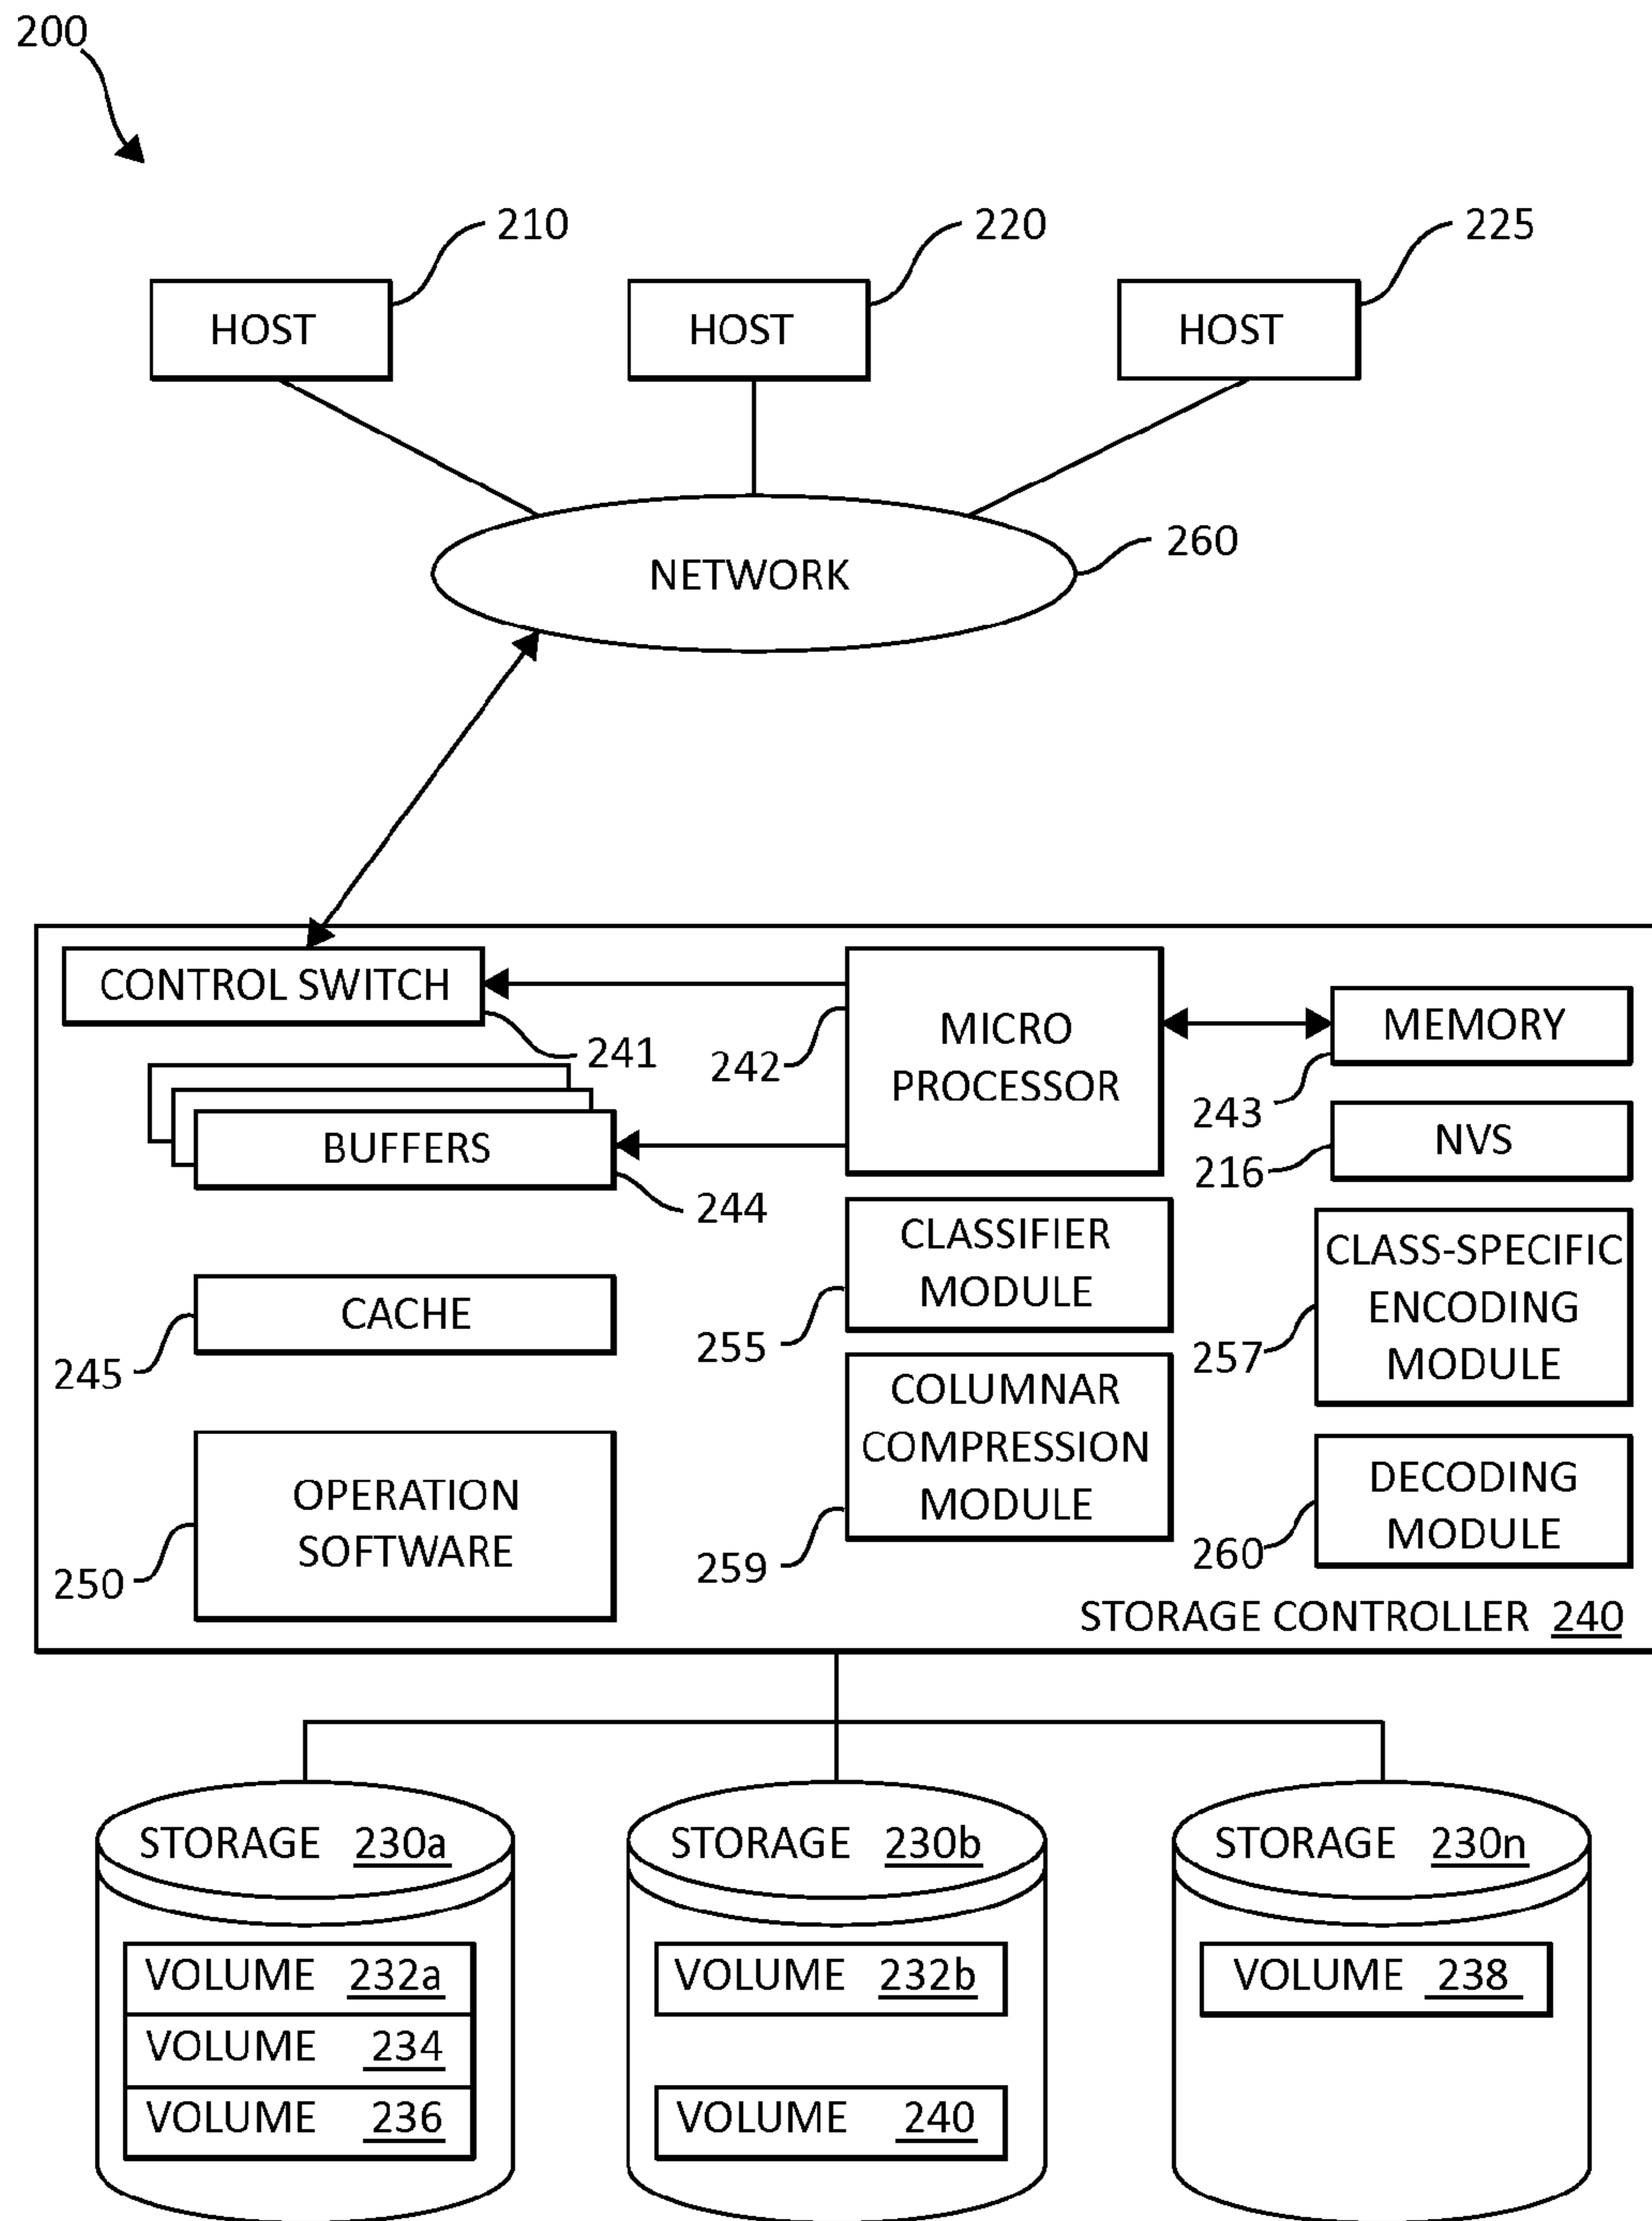 200
210
220
225
HOST
HOST
HOST
260
NETWORK
CONTROL SWITCH
241
BUFFERS
244
CACHE
245
OPERATION
SOFTWARE
250
242
MICRO
PROCESSOR
CLASSIFIER
MODULE
255
COLUMNAR
COMPRESSION
MODULE
259
MEMORY
243
NVS
216
CLASS-SPECIFIC
ENCODING
MODULE
257
DECODING
MODULE
260
STORAGE CONTROLLER 240
STORAGE 230a
VOLUME 232a
VOLUME 234
VOLUME 236
STORAGE 230b
VOLUME 232b
VOLUME 240
STORAGE 230n
VOLUME 238